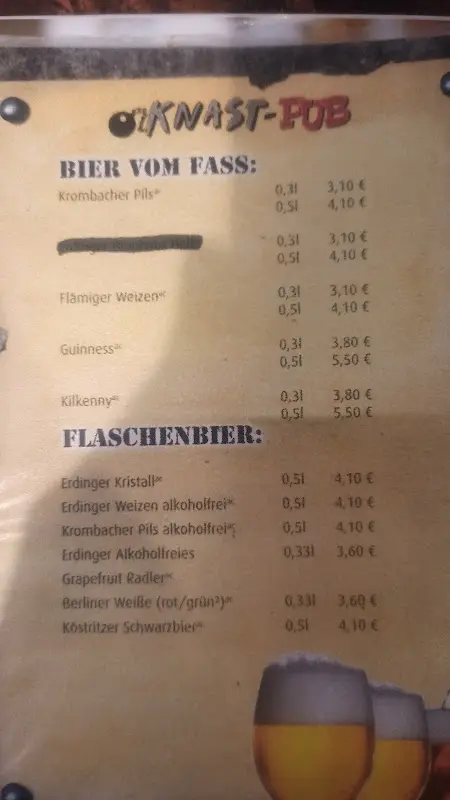 KNAST-PUB
BIER VOM FASS:
Krombacher Pils 0,3l 3,10 €
0,5l 4,10 €
0,3l 3,10 €
0,5l 4,10 €
Flämiger Weizen 0,3l 3,10 €
0,5l 4,10 €
Guinness 0,3l 3,80 €
0,5l 5,50 €
Kilkenny 0,3l 3,80 €
0,5l 5,50 €
FLASCHENBIER:
Erdinger Kristall 0,5l 4,10 €
Erdinger Weizen alkoholfrei 0,5l 4,10 €
Krombacher Pils alkoholfrei 0,5l 4,10 €
Erdinger Alkoholfreies 0,33l 3,60 €
Grapefruit Radler
Berliner Weiße (rot/grün²) 0,33l 3,60 €
Köstritzer Schwarzbier 0,5l 4,10 €